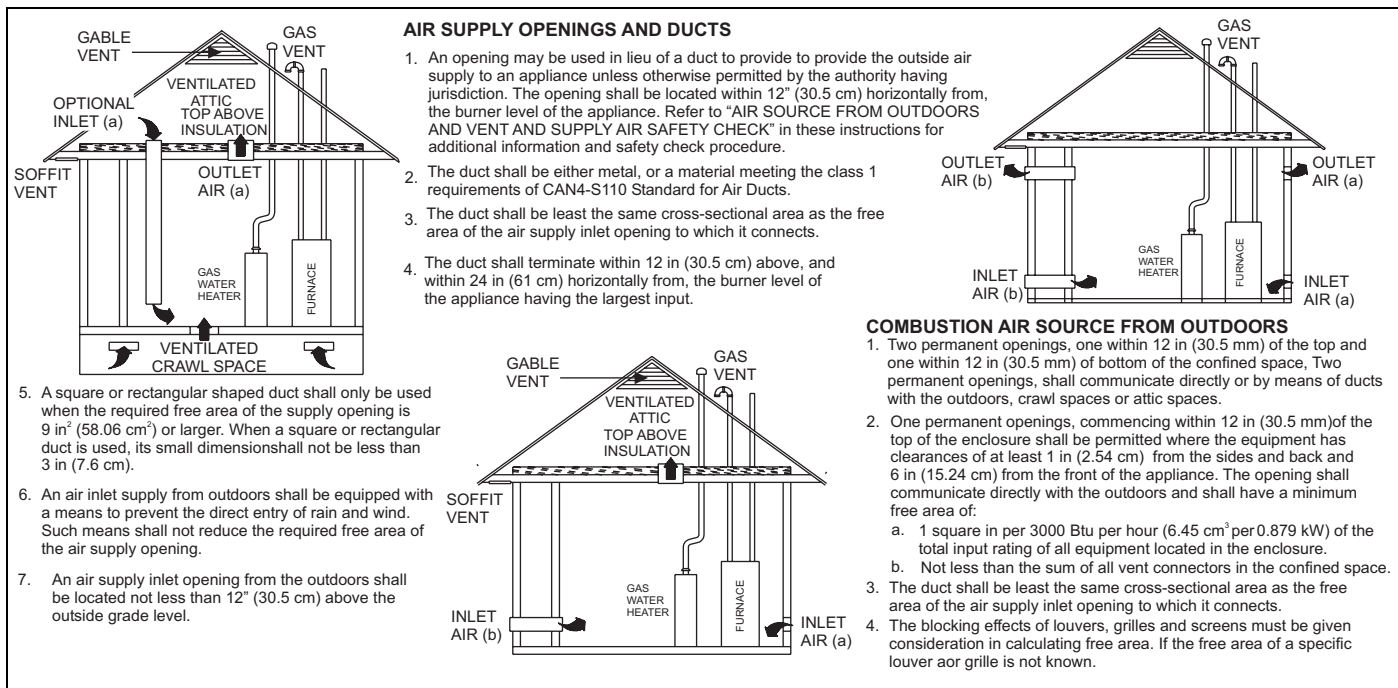 GABLE
VENT
GAS
VENT
VENTILATED
ATTIC
TOP ABOVE
INSULATION
OPTIONAL
INLET (a)
SOFFIT
VENT
OUTLET
AIR (a)
GAS
WATER
HEATER
FURNACE
VENTILATED
CRAWL SPACE
AIR SUPPLY OPENINGS AND DUCTS
1. An opening may be used in lieu of a duct to provide to provide the outside air
supply to an appliance unless otherwise permitted by the authority having
jurisdiction. The opening shall be located within 12” (30.5 cm) horizontally from,
the burner level of the appliance. Refer to “AIR SOURCE FROM OUTDOORS
AND VENT AND SUPPLY AIR SAFETY CHECK” in these instructions for
additional information and safety check procedure.
2. The duct shall be either metal, or a material meeting the class 1
requirements of CAN4-S110 Standard for Air Ducts.
3. The duct shall be least the same cross-sectional area as the free
area of the air supply inlet opening to which it connects.
4. The duct shall terminate within 12 in (30.5 cm) above, and
within 24 in (61 cm) horizontally from, the burner level of
the appliance having the largest input.
5. A square or rectangular shaped duct shall only be used
when the required free area of the supply opening is
9 in² (58.06 cm²) or larger. When a square or rectangular
duct is used, its small dimensionshall not be less than
3 in (7.6 cm).
6. An air inlet supply from outdoors shall be equipped with
a means to prevent the direct entry of rain and wind.
Such means shall not reduce the required free area of
the air supply opening.
7. An air supply inlet opening from the outdoors shall
be located not less than 12” (30.5 cm) above the
outside grade level.
GABLE
VENT
GAS
VENT
VENTILATED
ATTIC
TOP ABOVE
INSULATION
SOFFIT
VENT
GAS
WATER
HEATER
FURNACE
INLET
AIR (b)
INLET
AIR (a)
GAS
VENT
OUTLET
AIR (b)
OUTLET
AIR (a)
GAS
WATER
HEATER
FURNACE
INLET
AIR (b)
INLET
AIR (a)
COMBUSTION AIR SOURCE FROM OUTDOORS
1. Two permanent openings, one within 12 in (30.5 mm) of the top and
one within 12 in (30.5 mm) of bottom of the confined space, Two
permanent openings, shall communicate directly or by means of ducts
with the outdoors, crawl spaces or attic spaces.
2. One permanent openings, commencing within 12 in (30.5 mm)of the
top of the enclosure shall be permitted where the equipment has
clearances of at least 1 in (2.54 cm) from the sides and back and
6 in (15.24 cm) from the front of the appliance. The opening shall
communicate directly with the outdoors and shall have a minimum
free area of:
a. 1 square in per 3000 Btu per hour (6.45 cm³ per 0.879 kW) of the
total input rating of all equipment located in the enclosure.
b. Not less than the sum of all vent connectors in the confined space.
3. The duct shall be least the same cross-sectional area as the free
area of the air supply inlet opening to which it connects.
4. The blocking effects of louvers, grilles and screens must be given
consideration in calculating free area. If the free area of a specific
louver aor grille is not known.